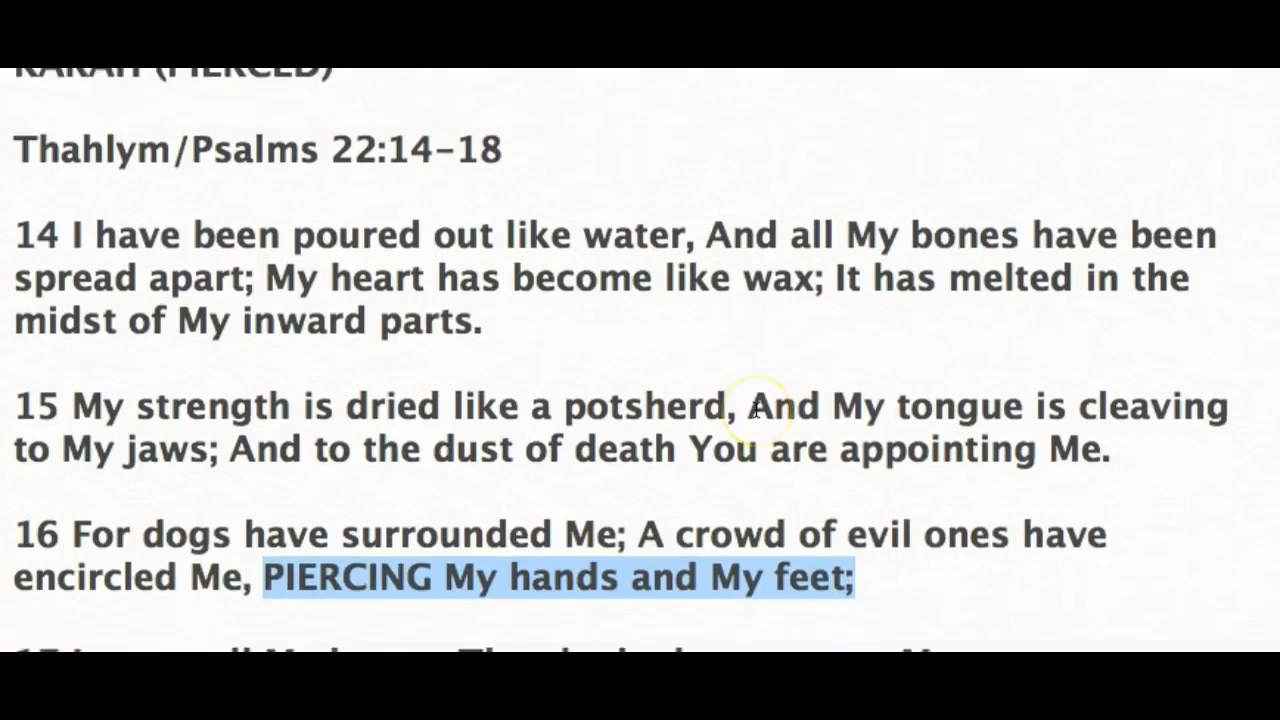 KARAH (PIERCED)
Thahlym/Psalms 22:14-18
14 I have been poured out like water, And all My bones have been
spread apart; My heart has become like wax; It has melted in the
midst of My inward parts.
15 My strength is dried like a potsherd, And My tongue is cleaving
to My jaws; And to the dust of death You are appointing Me.
16 For dogs have surrounded Me; A crowd of evil ones have
encircled Me, PIERCING My hands and My feet;